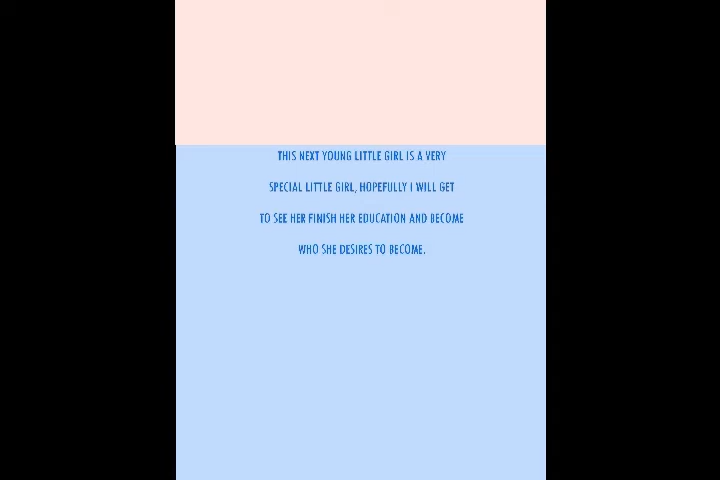 THIS NEXT YOUNG LITTLE GIRL IS A VERY
SPECIAL LITTLE GIRL, HOPEFULLY I WILL GET
TO SEE HER FINISH HER EDUCATION AND BECOME
WHO SHE DESIRES TO BECOME.